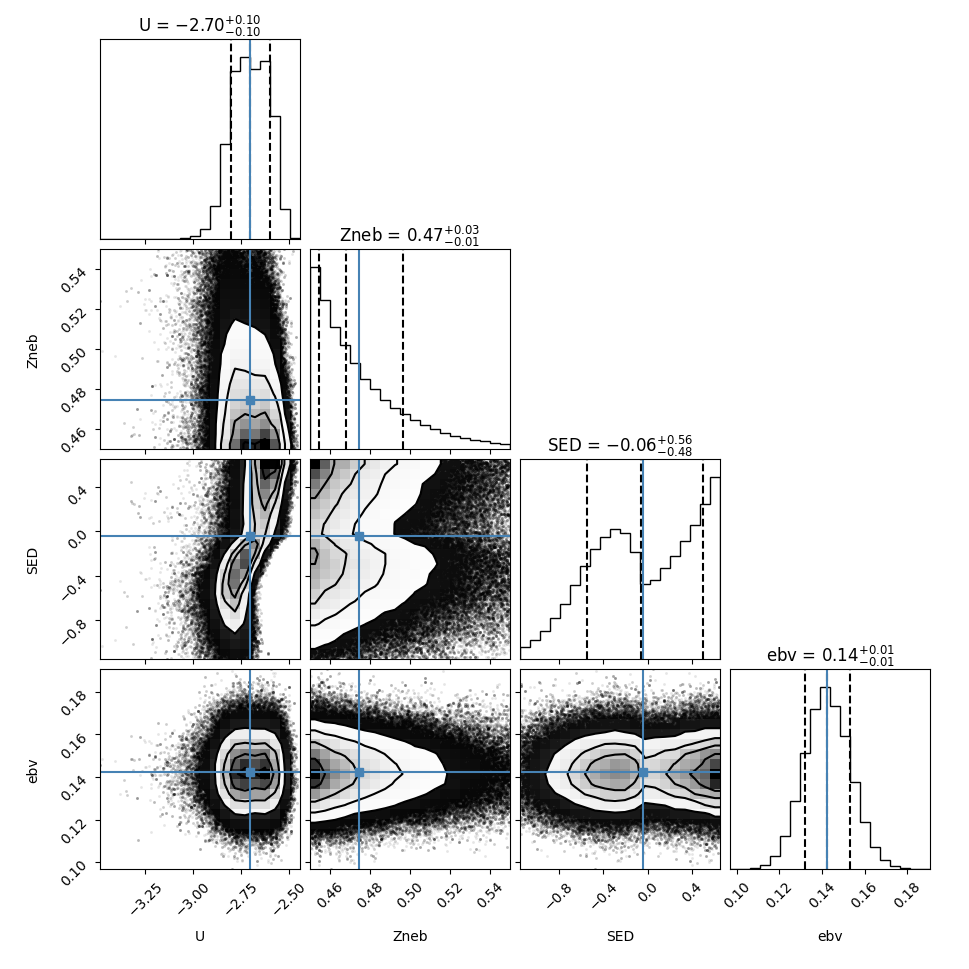 U = −2.70 +0.10 −0.10
Zneb = 0.47 +0.03 −0.01
0.54
0.52
0.50
0.48
0.46
Zneb
SED = −0.06 +0.56 −0.48
0.4
0.0
−0.4
−0.8
SED
ebv = 0.14 +0.01 −0.01
0.18
0.16
0.14
0.12
0.10
ebv
−3.25 −3.00 −2.75 −2.50
0.46 0.48 0.50 0.52 0.54
−0.8 −0.4 0.0 0.4
0.10 0.12 0.14 0.16 0.18
U Zneb SED ebv